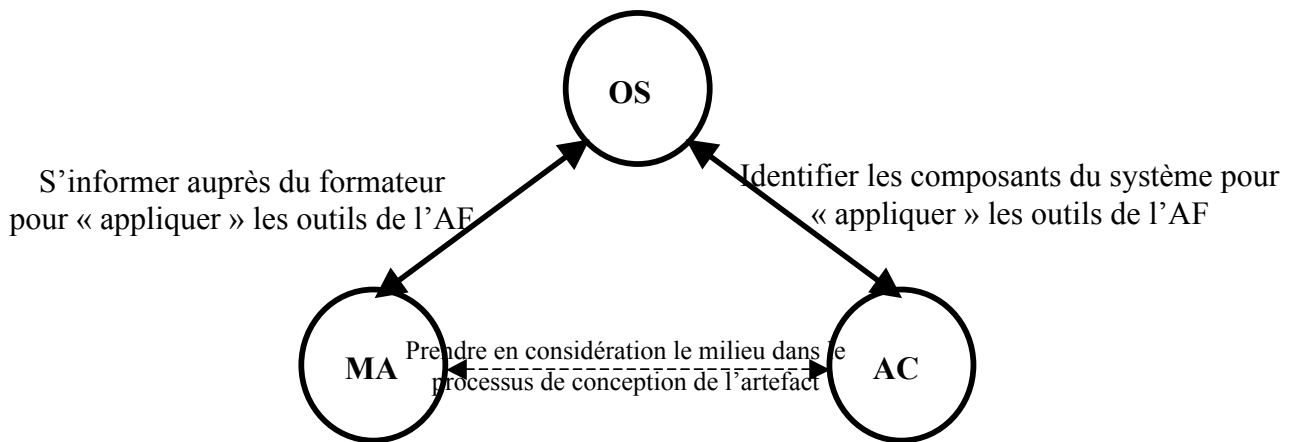 OS
S’informer auprès du formateur
pour « appliquer » les outils de l’AF
Identifier les composants du système pour
« appliquer » les outils de l’AF
MA
Prendre en considération le milieu dans le
processus de conception de l’artefact
AC